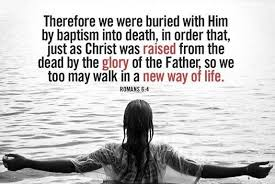 Therefore we were buried with Him
by baptism into death, in order that,
just as Christ was raised from the
dead by the glory of the Father, so we
too may walk in a new way of life.
ROMANS 6:4